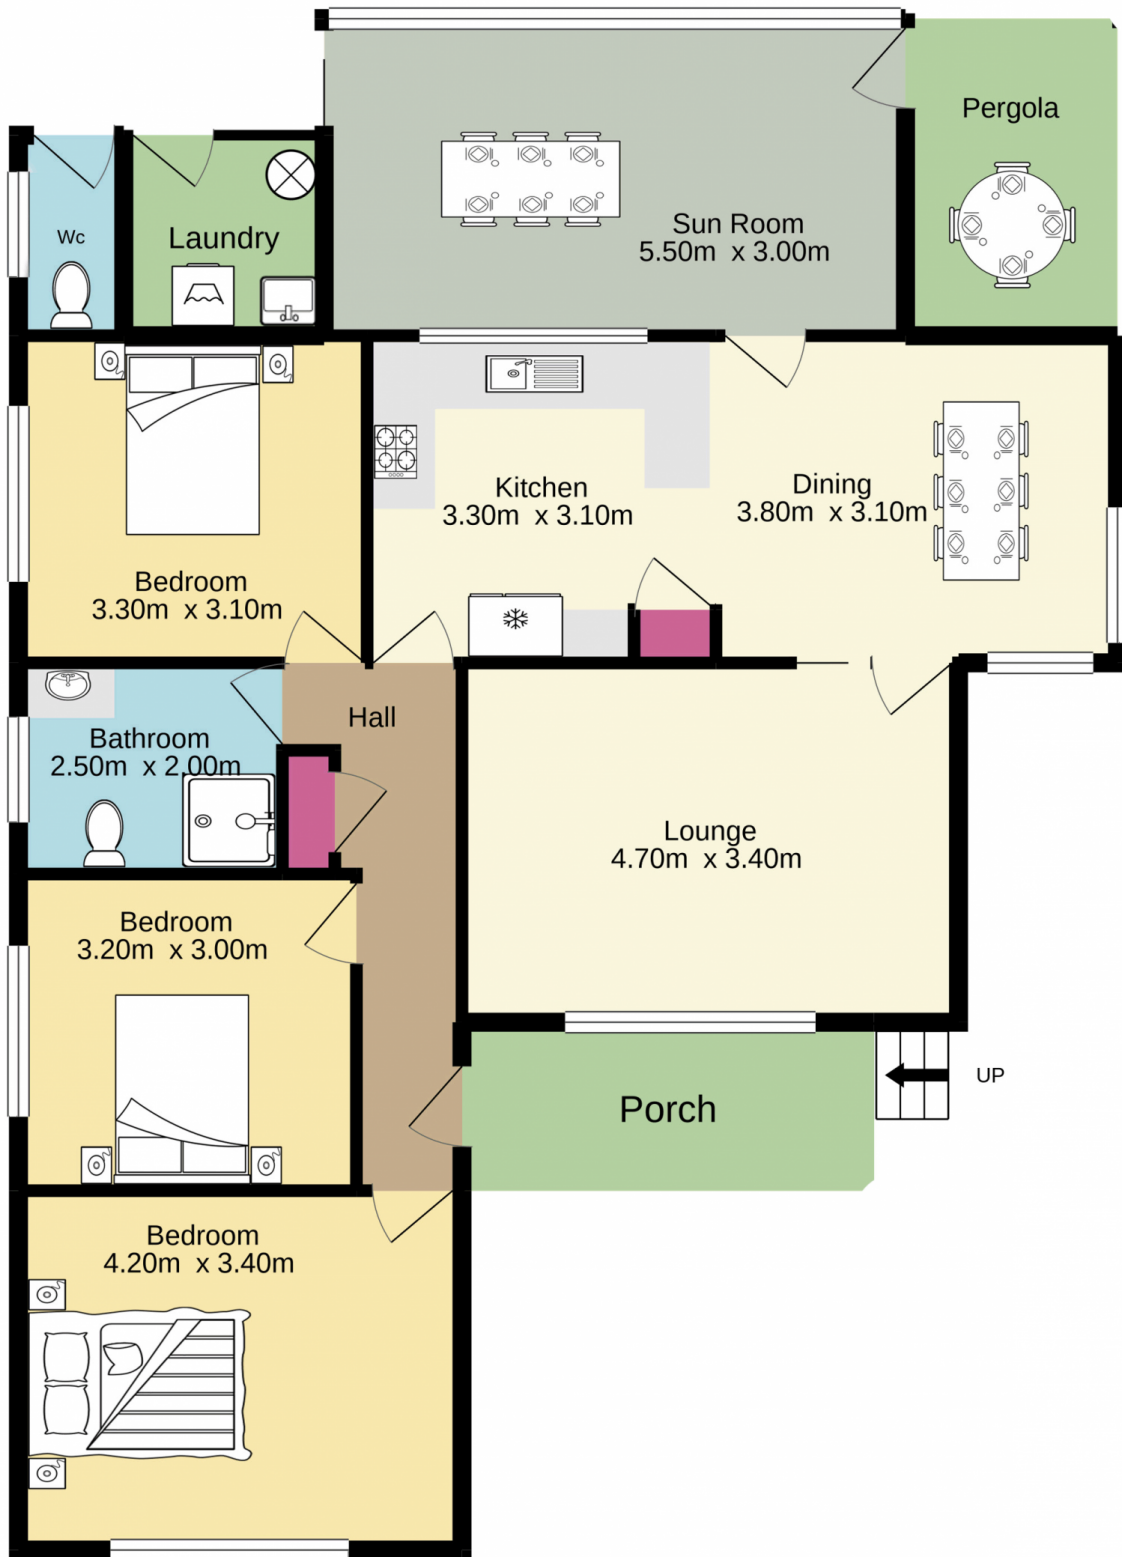 Pergola
Sun Room
5.50m x 3.00m
Wc
Laundry
Kitchen
3.30m x 3.10m
Dining
3.80m x 3.10m
Bedroom
3.30m x 3.10m
Hall
Bathroom
2.50m x 2.00m
Lounge
4.70m x 3.40m
Bedroom
3.20m x 3.00m
UP
Porch
Bedroom
4.20m x 3.40m